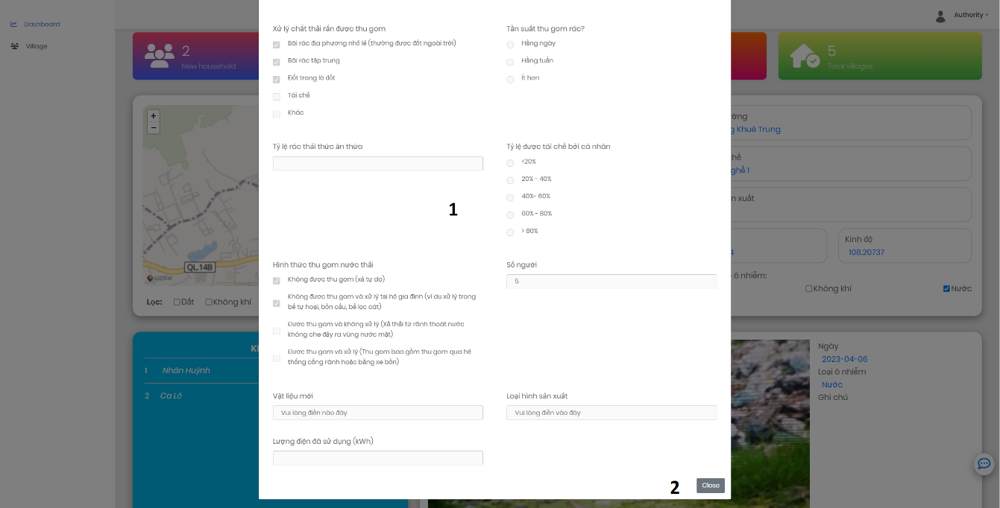 Dashboard
Village
Authority
2
New household
5
Total villages
Xử lý chất thải rắn được thu gom
Bãi rác địa phương nhỏ lẻ (thường được đốt ngoài trời)
Bãi rác tập trung
Đốt trong lò đốt
Tái chế
Khác
Tần suất thu gom rác?
Hằng ngày
Hằng tuần
Ít hơn
Tỷ lệ rác thải thức ăn thừa
Tỷ lệ được tái chế bởi cá nhân
<20%
20% - 40%
40%- 60%
60% - 80%
> 80%
1
Hình thức thu gom nước thải
Không được thu gom (xả tự do)
Không được thu gom và xử lý tại hộ gia đình (ví dụ xử lý trong
bể tự hoại, bồn cầu, bể lọc cát)
Được thu gom và không xử lý (Xả thải từ rãnh thoát nước
không che đậy ra vùng nước mặt)
Được thu gom và xử lý (Thu gom bao gồm thu gom qua hệ
thống cống rãnh hoặc bằng xe bồn)
Số người
5
Vật liệu mới
Vui lòng điền nào đây
Loại hình sản xuất
Vui lòng điền vào đây
Lượng điện đã sử dụng (kWh)
2
Close
+
−
QL.14B
Lọc:
Đất
Không khí
1 Nhân Huỳnh
2 Ca Lô
g Khuê Trung
n xuất
Kinh độ
4
108.20737
ô nhiễm:
Không khí
Nước
Ngày
2023-04-06
Loại ô nhiễm
Nước
Ghi chú